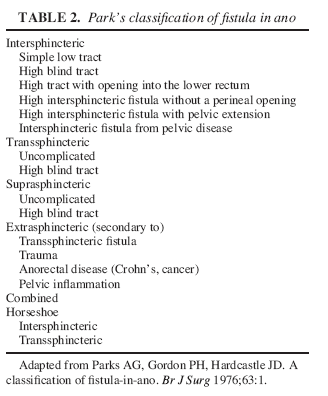 TABLE 2. Park's classification of fistula in ano
Intersphincteric
Simple low tract
High blind tract
High tract with opening into the lower rectum
High intersphincteric fistula without a perineal opening
High intersphincteric fistula with pelvic extension
Intersphincteric fistula from pelvic disease
Transsphincteric
Uncomplicated
High blind tract
Suprasphincteric
Uncomplicated
High blind tract
Extrasphincteric (secondary to)
Transsphincteric fistula
Trauma
Anorectal disease (Crohn's, cancer)
Pelvic inflammation
Combined
Horseshoe
Intersphincteric
Transsphincteric
Adapted from Parks AG, Gordon PH, Hardcastle JD. A
classification of fistula-in-ano. Br J Surg 1976;63:1.